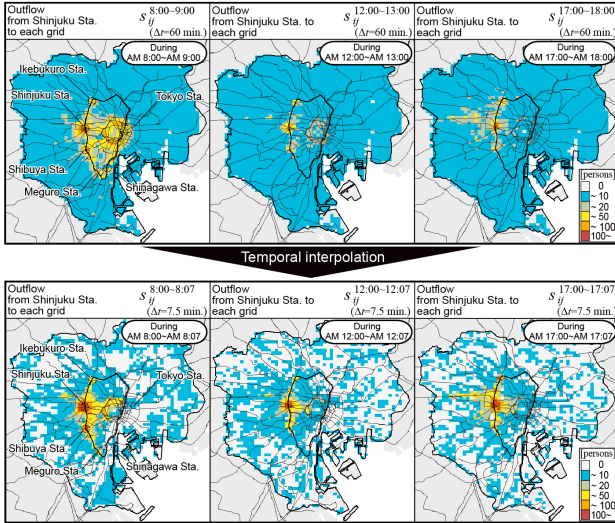 Outflow
from Shinjuku Sta.
to each grid
S ij 8:00~9:00
(Δt=60 min.)
During
AM 8:00~AM 9:00
Ikebukuro Sta.
Shinjuku Sta.
Tokyo Sta.
Shibuya Sta.
Meguro Sta.
Shinagawa Sta.
Outflow
from Shinjuku Sta. to
each grid
S ij 12:00~13:00
(Δt=60 min.)
During
AM 12:00~AM 13:00
Outflow
from Shinjuku Sta. to
each grid
S ij 17:00~18:00
(Δt=60 min.)
During
AM 17:00~AM 18:00
[persons]
0
~ 10
~ 20
~ 50
~ 100
100~
Temporal interpolation
Outflow
from Shinjuku Sta.
to each grid
S ij 8:00~8:07
(Δt=7.5 min.)
During
AM 8:00~AM 8:07
Ikebukuro Sta.
Shinjuku Sta.
Tokyo Sta.
Shibuya Sta.
Meguro Sta.
Shinagawa Sta.
Outflow
from Shinjuku Sta. to
each grid
S ij 12:00~12:07
(Δt=7.5 min.)
During
AM 12:00~AM 12:07
Outflow
from Shinjuku Sta. to
each grid
S ij 17:00~17:07
(Δt=7.5 min.)
During
AM 17:00~AM 17:07
[persons]
0
~ 10
~ 20
~ 50
~ 100
100~